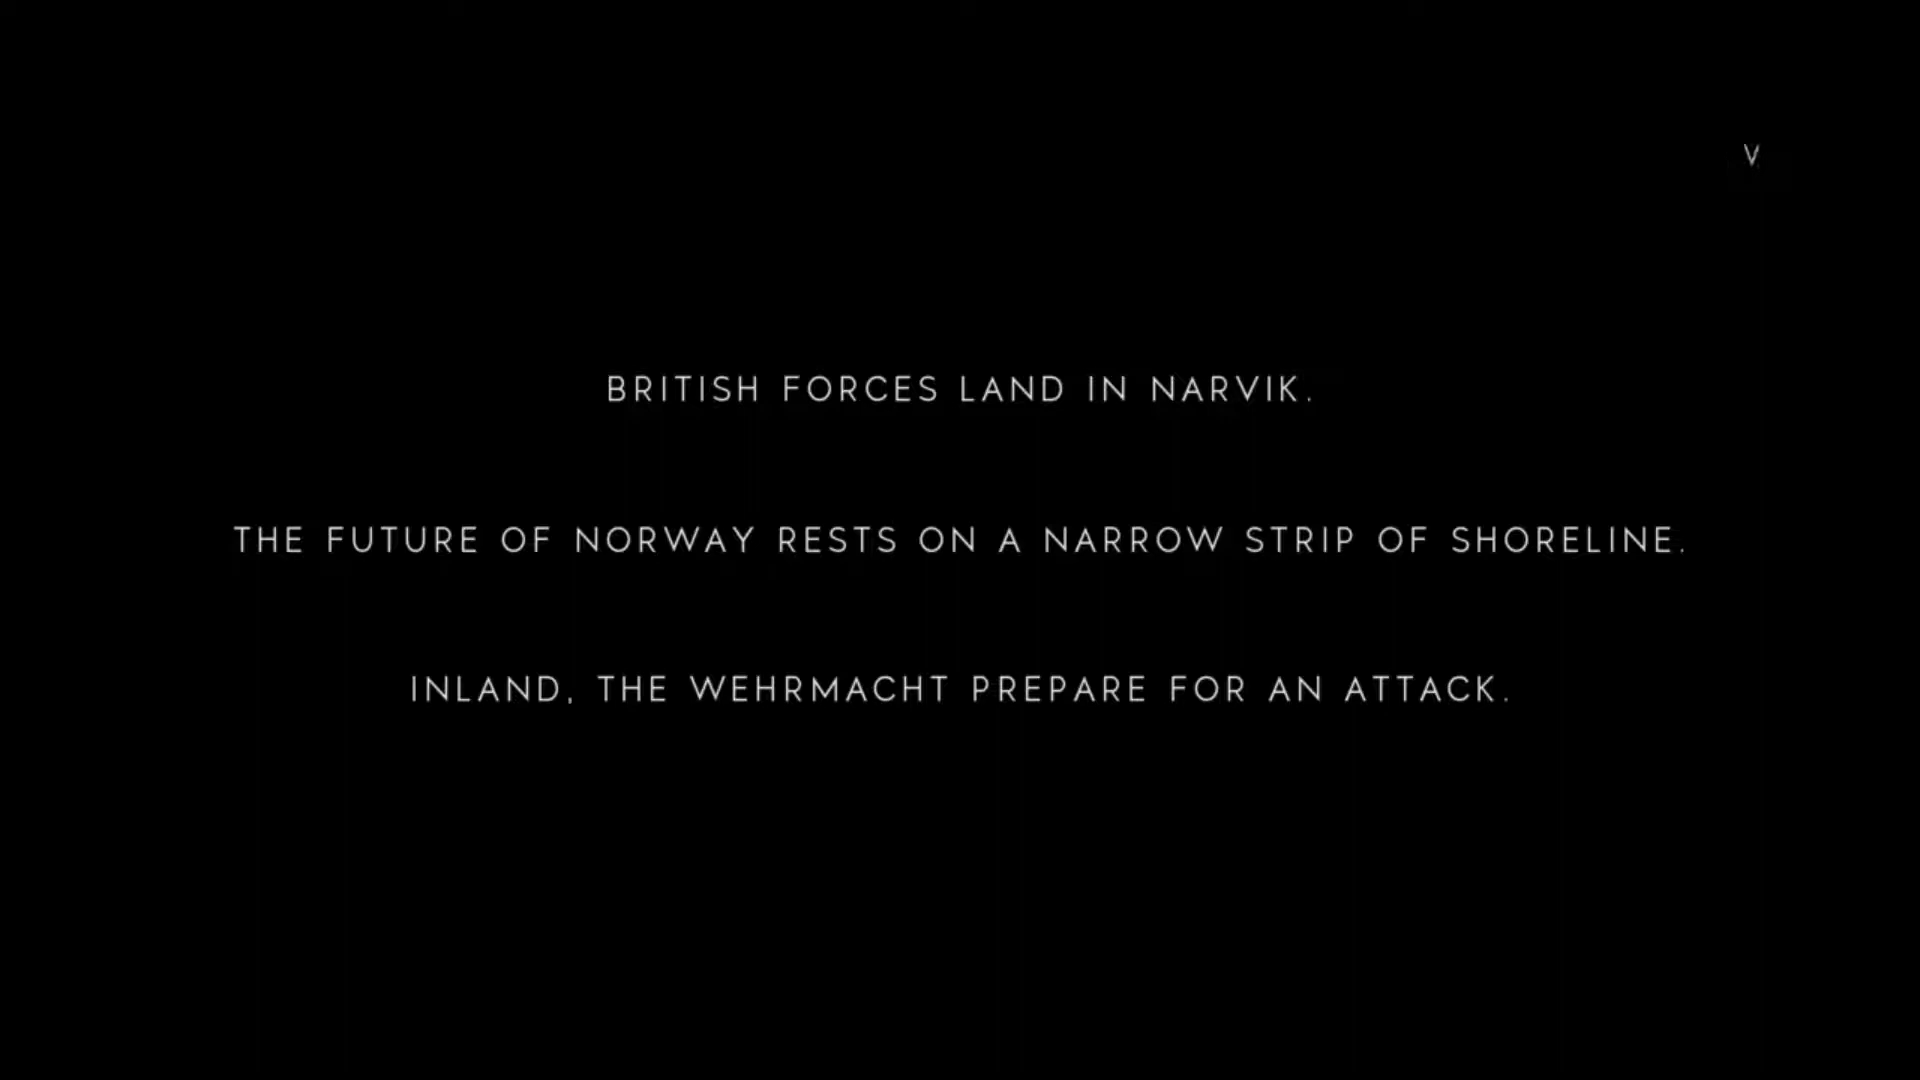 V
BRITISH FORCES LAND IN NARVIK.
THE FUTURE OF NORWAY RESTS ON A NARROW STRIP OF SHORELINE.
INLAND, THE WEHRMACHT PREPARE FOR AN ATTACK.